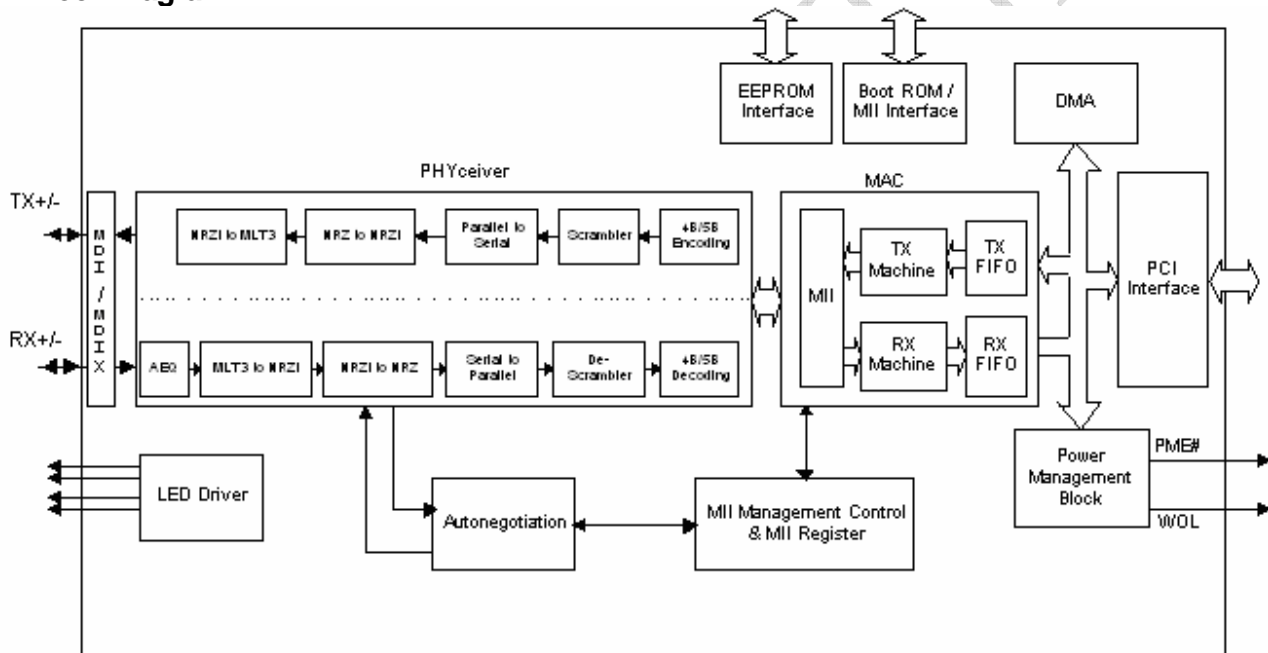 EEPROM
Interface
Boot ROM /
MII Interface
DMA
PHYceiver
MAC
TX+/-
MDI / MDIX
NRZI to MLT3
NRZ to NRZI
Parallel to
Serial
Scrambler
4B/5B
Encoding
MII
TX
Machine
TX
FIFO
PCI
Interface
RX+/-
AEQ
MLT3 to NRZI
NRZI to NRZ
Serial to
Parallel
De-
Scrambler
4B/5B
Decoding
RX
Machine
RX
FIFO
LED Driver
Autonegotiation
MII Management Control
& MII Register
Power
Management
Block
PME#
WOL